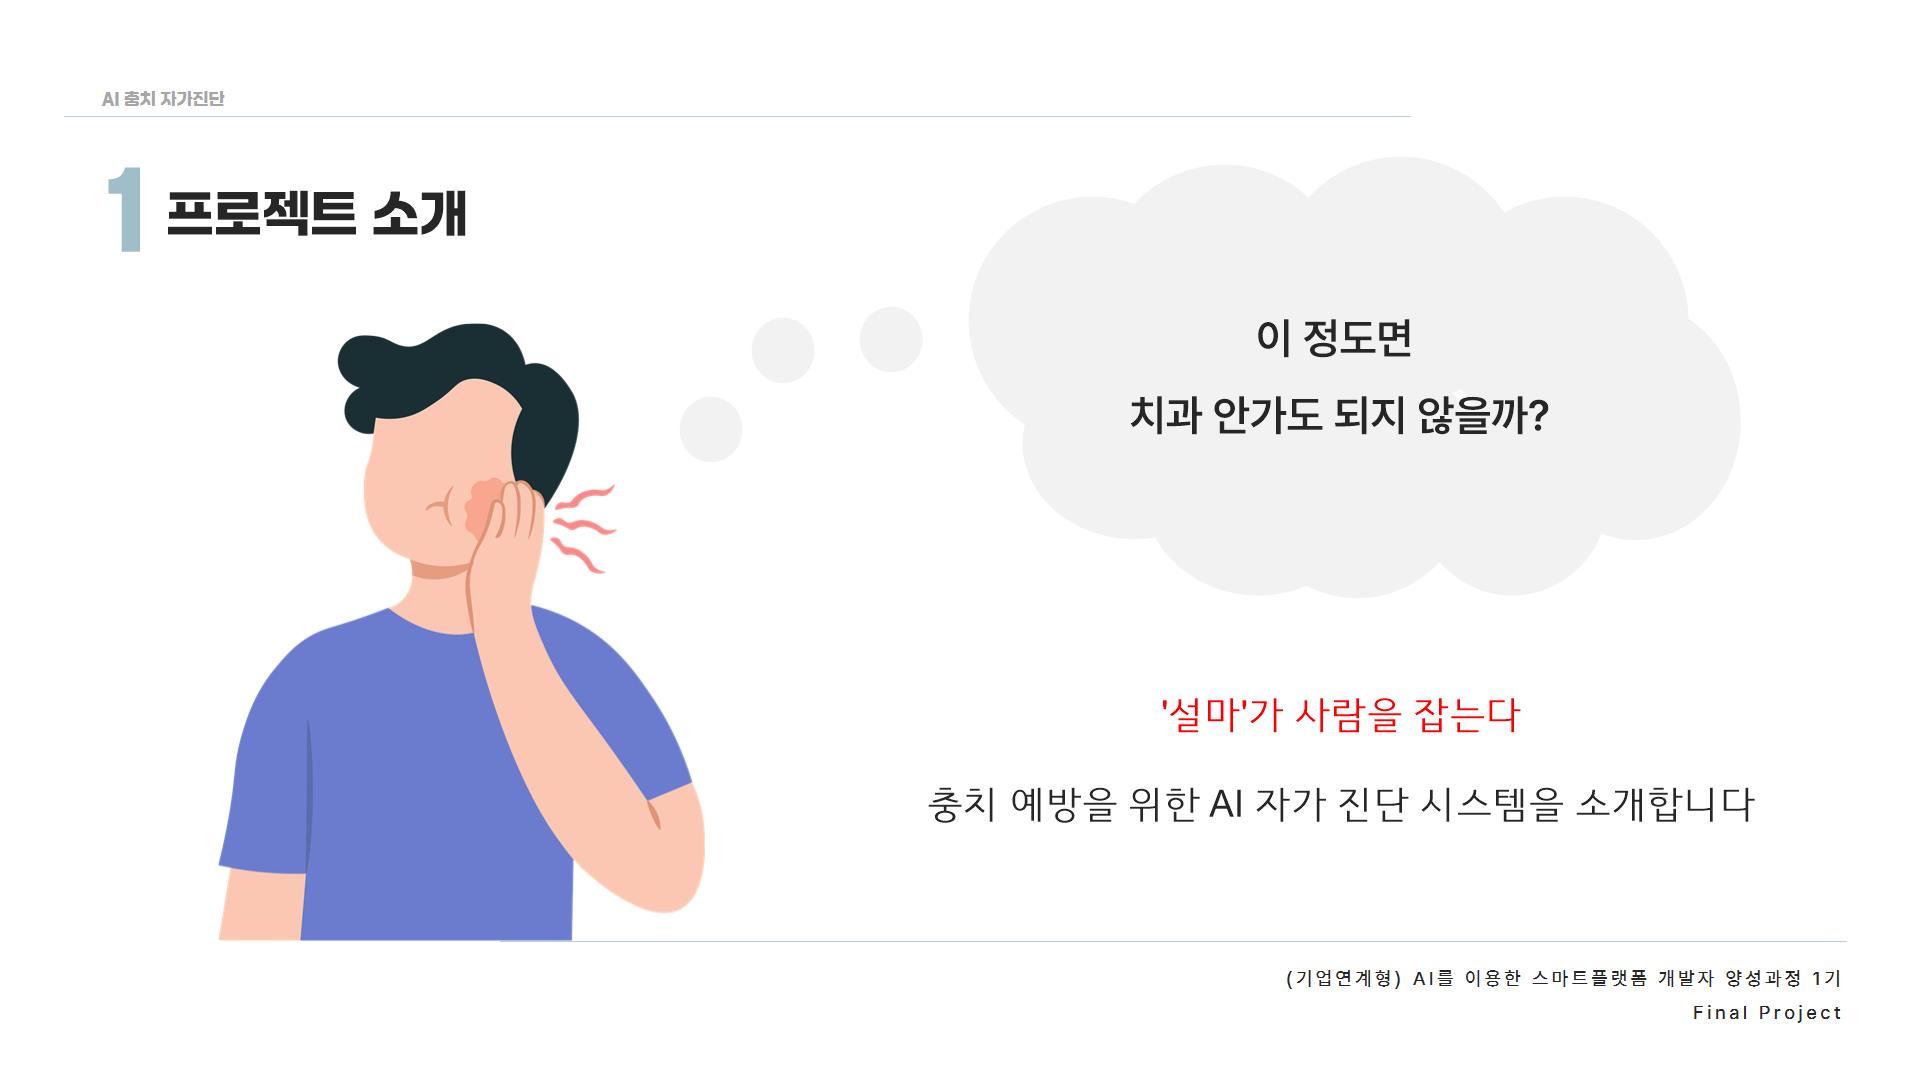 AI 충치 자가진단
1 프로젝트 소개
이 정도면
치과 안가도 되지 않을까?
'설마'가 사람을 잡는다
충치 예방을 위한 AI 자가 진단 시스템을 소개합니다
(기업연계형) AI를 이용한 스마트플랫폼 개발자 양성과정 1기
Final Project